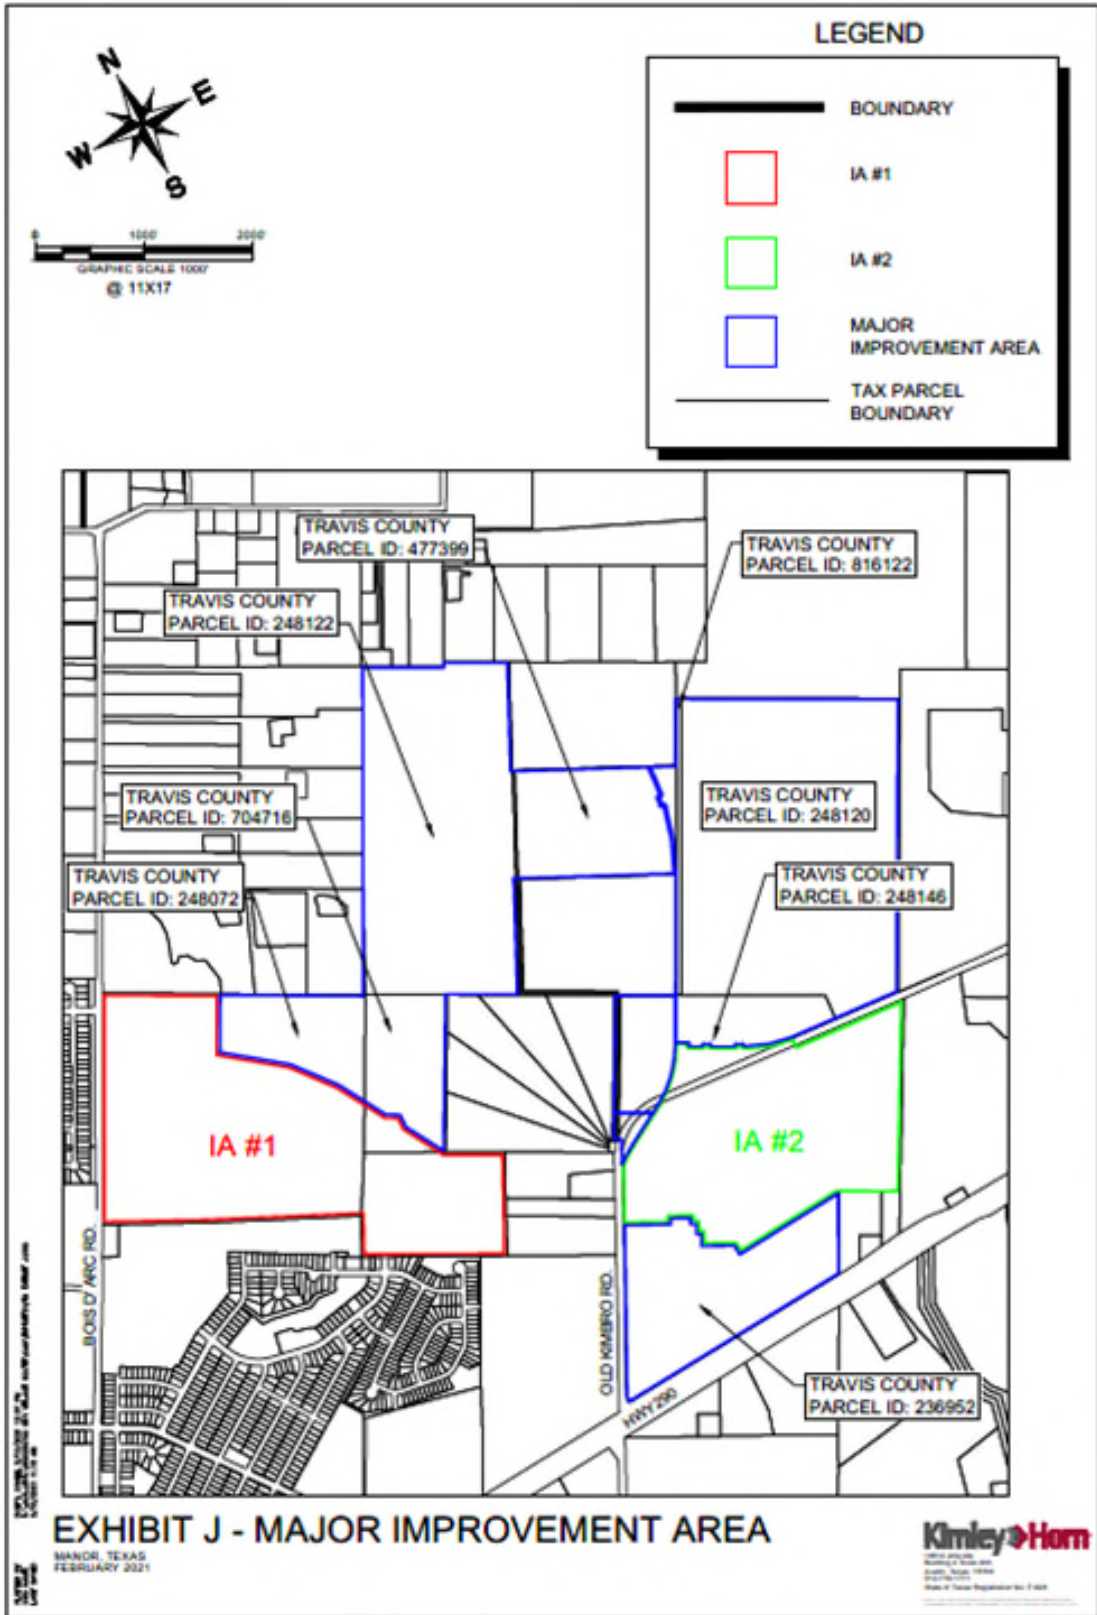 LEGEND
BOUNDARY
IA #1
IA #2
MAJOR
IMPROVEMENT AREA
TAX PARCEL
BOUNDARY
N
E
W
S
0 1000' 2000'
GRAPHIC SCALE 1000'
@ 11X17
TRAVIS COUNTY
PARCEL ID: 477399
TRAVIS COUNTY
PARCEL ID: 816122
TRAVIS COUNTY
PARCEL ID: 248122
TRAVIS COUNTY
PARCEL ID: 704716
TRAVIS COUNTY
PARCEL ID: 248120
TRAVIS COUNTY
PARCEL ID: 248072
TRAVIS COUNTY
PARCEL ID: 248146
IA #1
IA #2
BOIS D' ARC RD.
OLD KIMBRO RD.
HWY 290
TRAVIS COUNTY
PARCEL ID: 236952
EXHIBIT J - MAJOR IMPROVEMENT AREA
MANOR, TEXAS
FEBRUARY 2021
Kimley Horn